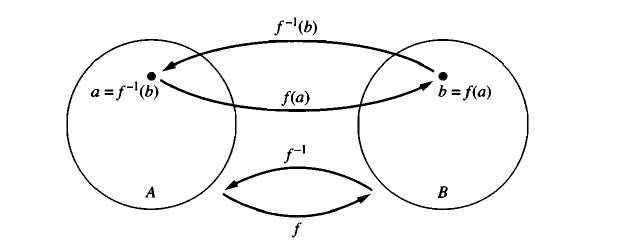 f⁻¹(b)
a = f⁻¹(b)
b = f(a)
f(a)
f⁻¹
A
B
f